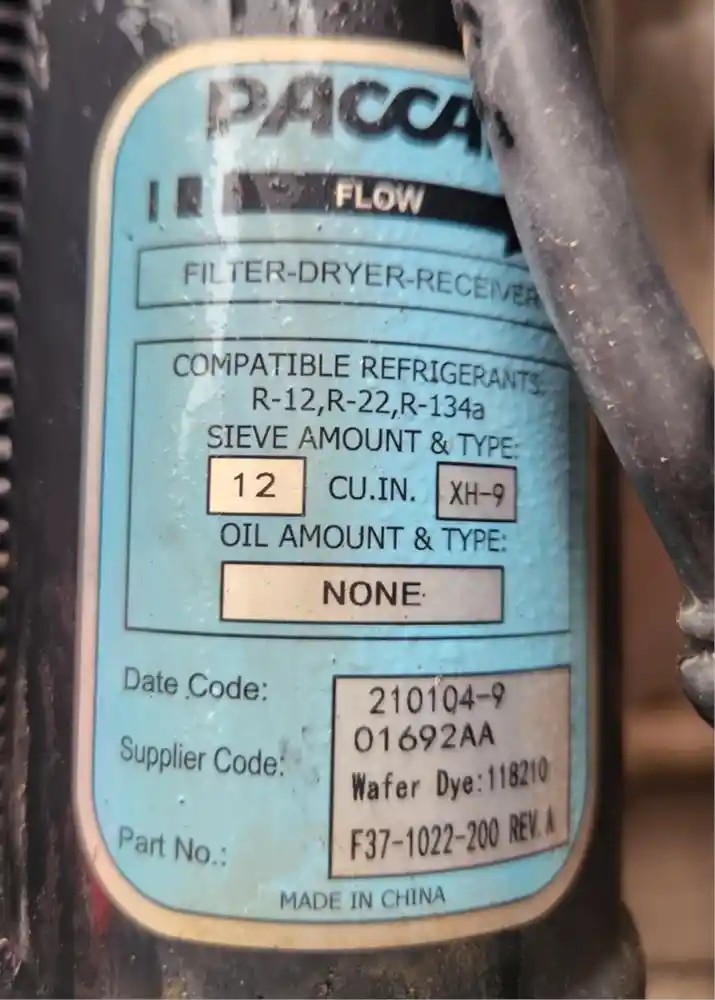 PACCA
FLOW
FILTER-DRYER-RECEIVER
COMPATIBLE REFRIGERANTS:
R-12,R-22,R-134a
SIEVE AMOUNT & TYPE:
12 CU.IN. XH-9
OIL AMOUNT & TYPE:
NONE
Date Code: 210104-9
01692AA
Supplier Code: Wafer Dye:118210
Part No.: F37-1022-200 REV.A
MADE IN CHINA